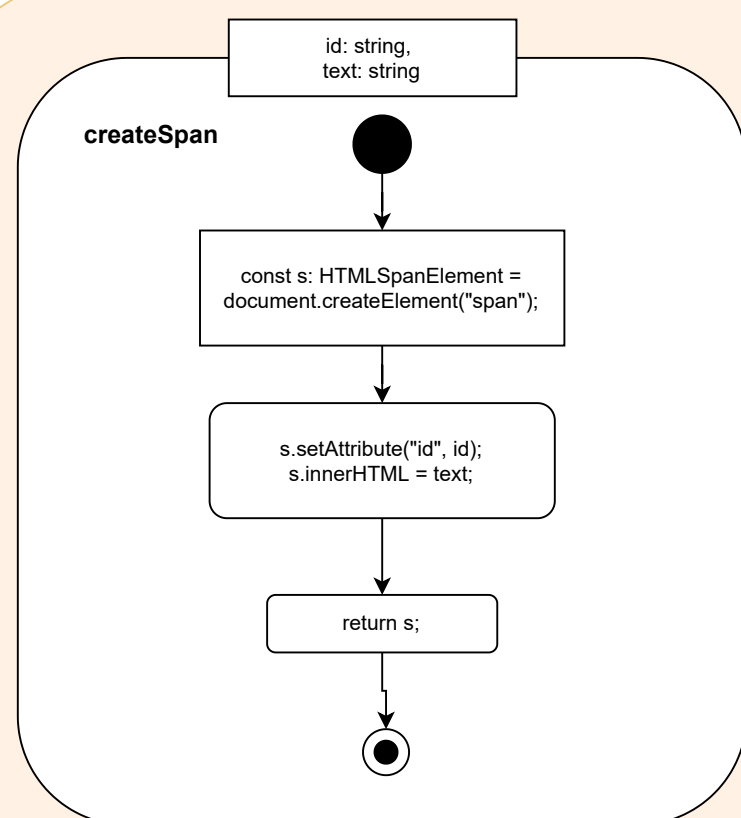 id: string,
text: string
createSpan
const s: HTMLSpanElement =
document.createElement("span");
s.setAttribute("id", id);
s.innerHTML = text;
return s;